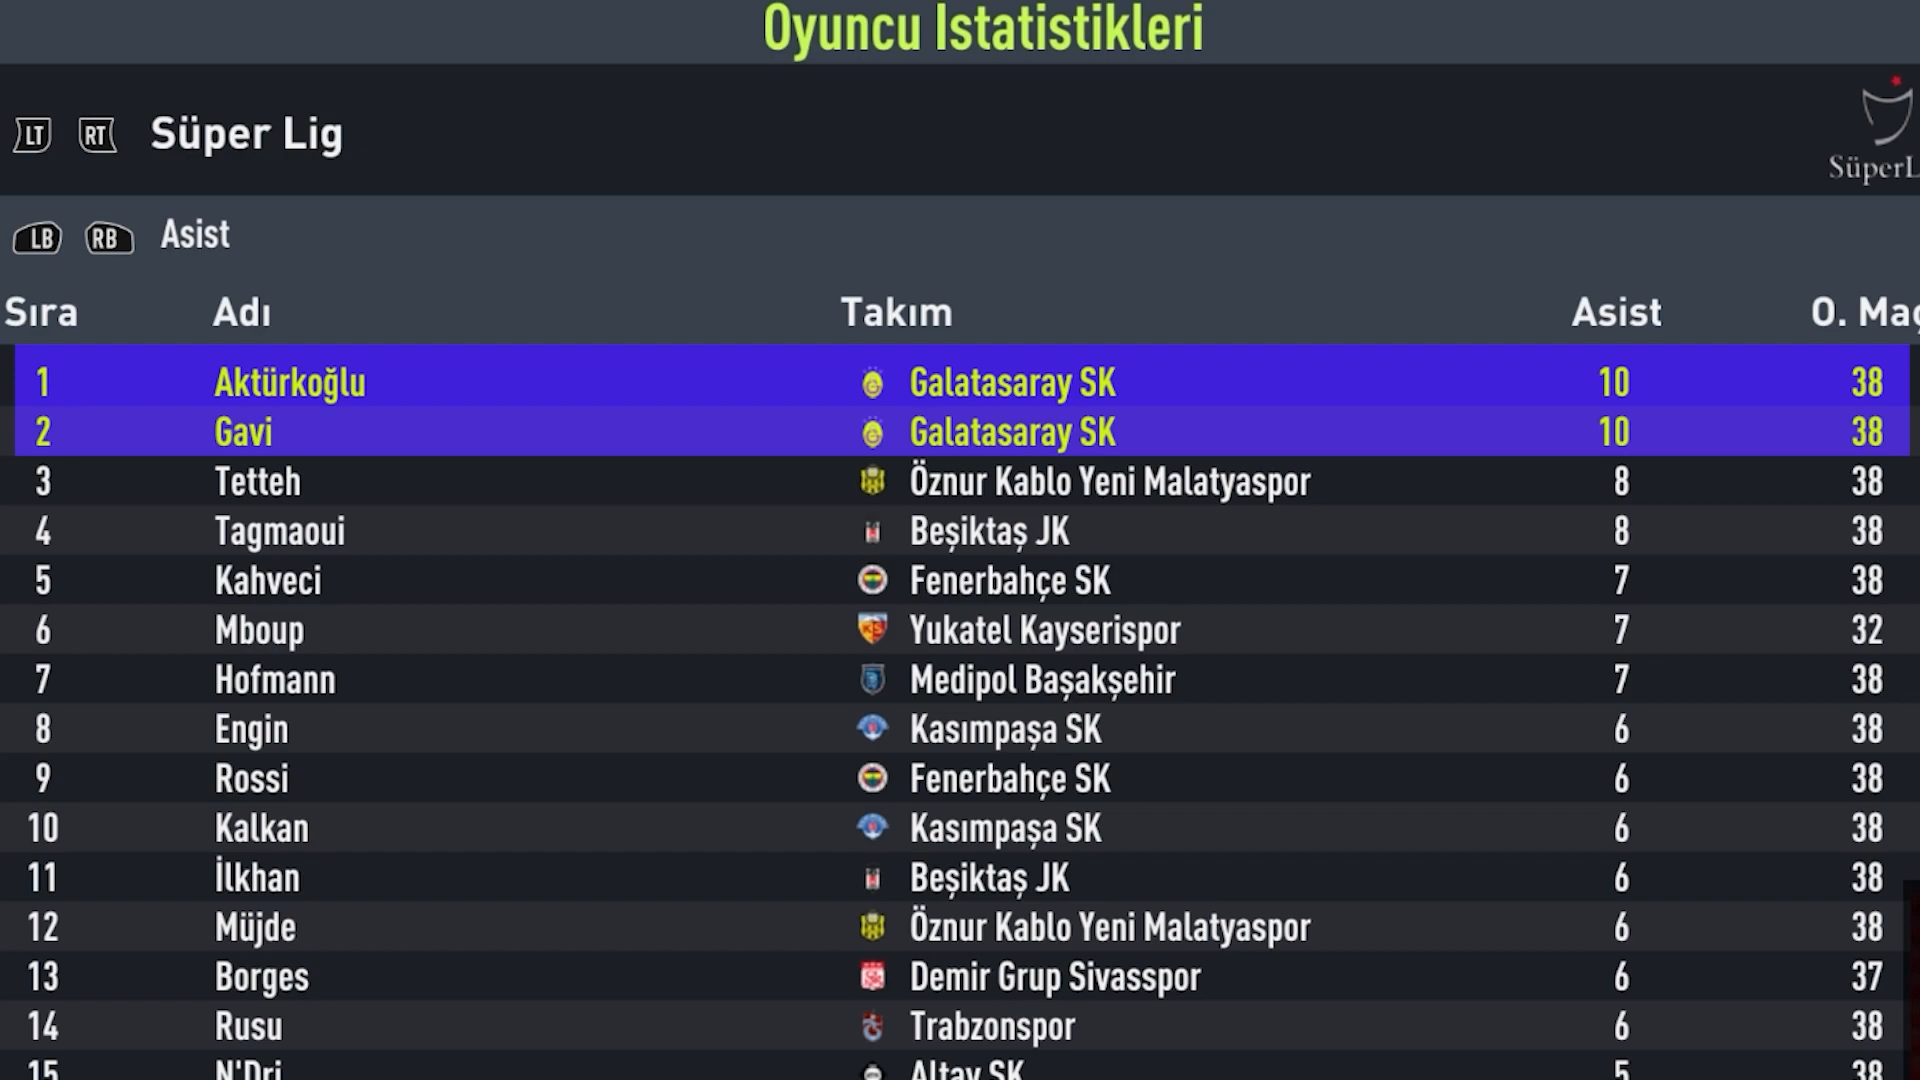 Oyuncu Istatistikleri
LT RT Süper Lig
SüperL
LB RB Asist
Sıra Adı Takım Asist O. Maç
1 Aktürkoğlu Galatasaray SK 10 38
2 Gavi Galatasaray SK 10 38
3 Tetteh Öznur Kablo Yeni Malatyaspor 8 38
4 Tagmaoui Beşiktaş JK 8 38
5 Kahveci Fenerbahçe SK 7 38
6 Mboup Yukatel Kayserispor 7 32
7 Hofmann Medipol Başakşehir 7 38
8 Engin Kasımpaşa SK 6 38
9 Rossi Fenerbahçe SK 6 38
10 Kalkan Kasımpaşa SK 6 38
11 İlkhan Beşiktaş JK 6 38
12 Müjde Öznur Kablo Yeni Malatyaspor 6 38
13 Borges Demir Grup Sivasspor 6 37
14 Rusu Trabzonspor 6 38
15 N'Dri Altay SK 5 38